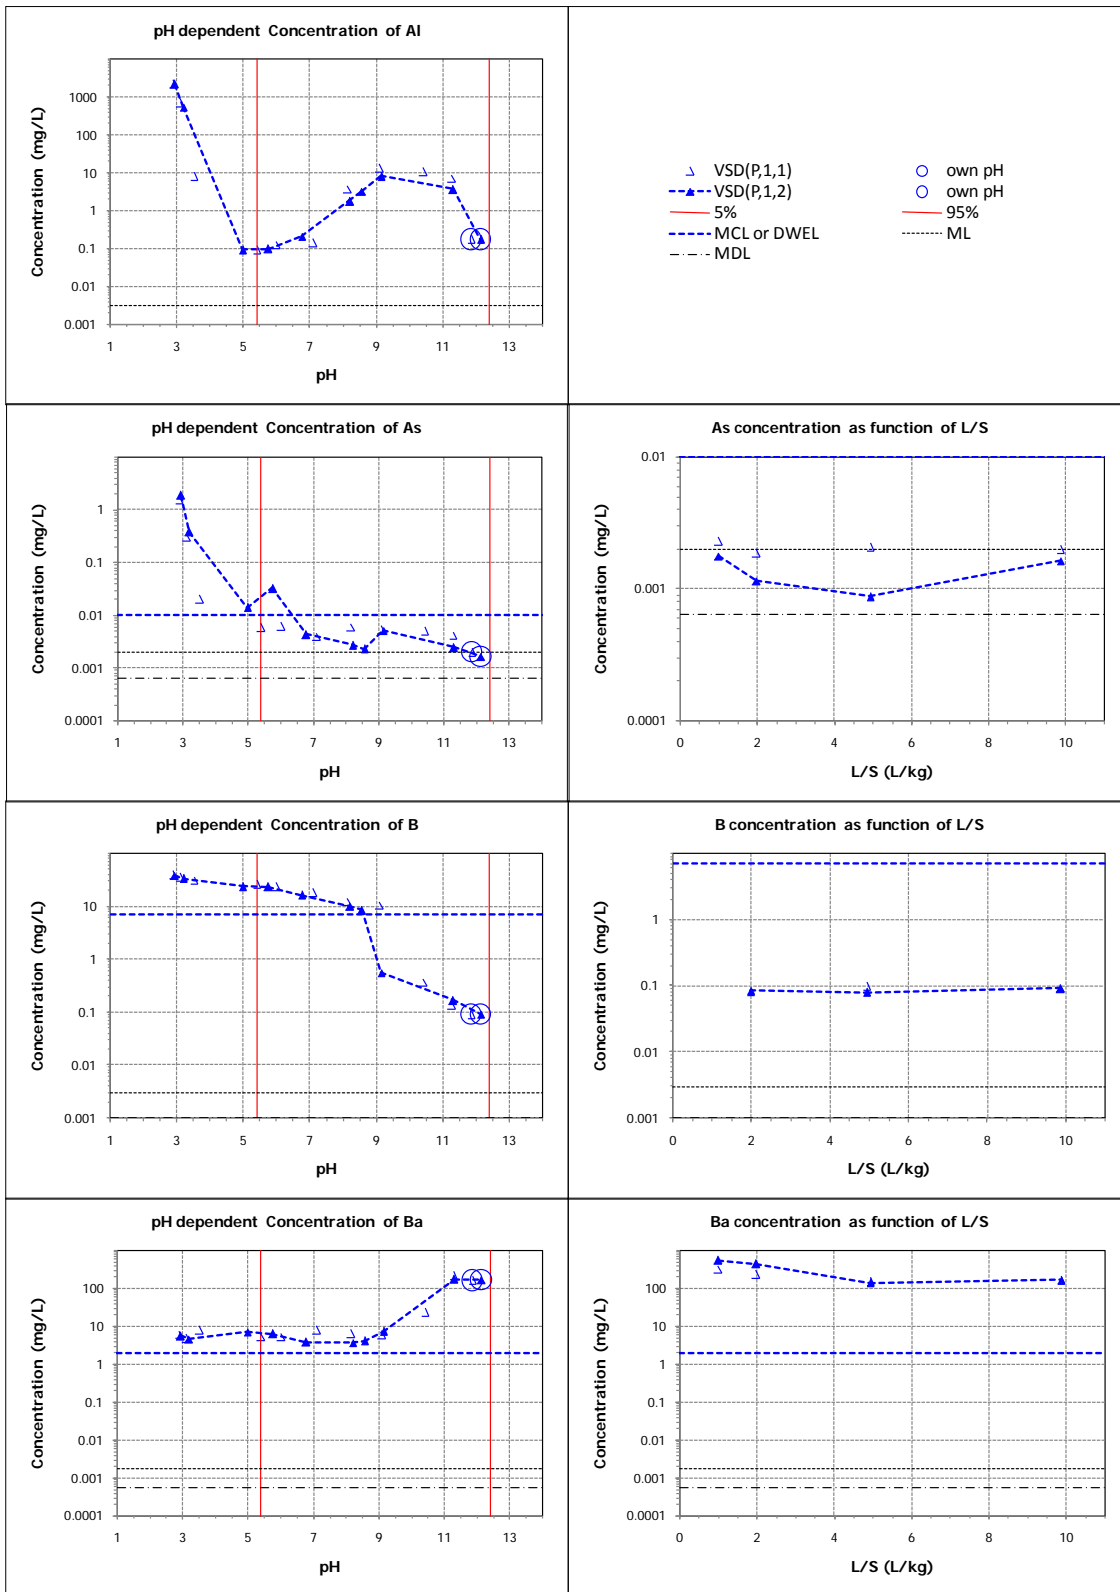 pH dependent Concentration of Al
Concentration (mg/L)
1000
100
10
1
0.1
0.01
0.001
1 3 5 7 9 11 13
pH
VSD(P,1,1) own pH
VSD(P,1,2) own pH
5% 95%
MCL or DWEL ML
MDL
pH dependent Concentration of As
Concentration (mg/L)
1
0.1
0.01
0.001
0.0001
1 3 5 7 9 11 13
pH
As concentration as function of L/S
Concentration (mg/L)
0.01
0.001
0.0001
0 2 4 6 8 10
L/S (L/kg)
pH dependent Concentration of B
Concentration (mg/L)
10
1
0.1
0.01
0.001
1 3 5 7 9 11 13
pH
B concentration as function of L/S
Concentration (mg/L)
1
0.1
0.01
0.001
0 2 4 6 8 10
L/S (L/kg)
pH dependent Concentration of Ba
Concentration (mg/L)
100
10
1
0.1
0.01
0.001
0.0001
1 3 5 7 9 11 13
pH
Ba concentration as function of L/S
Concentration (mg/L)
100
10
1
0.1
0.01
0.001
0.0001
0 2 4 6 8 10
L/S (L/kg)